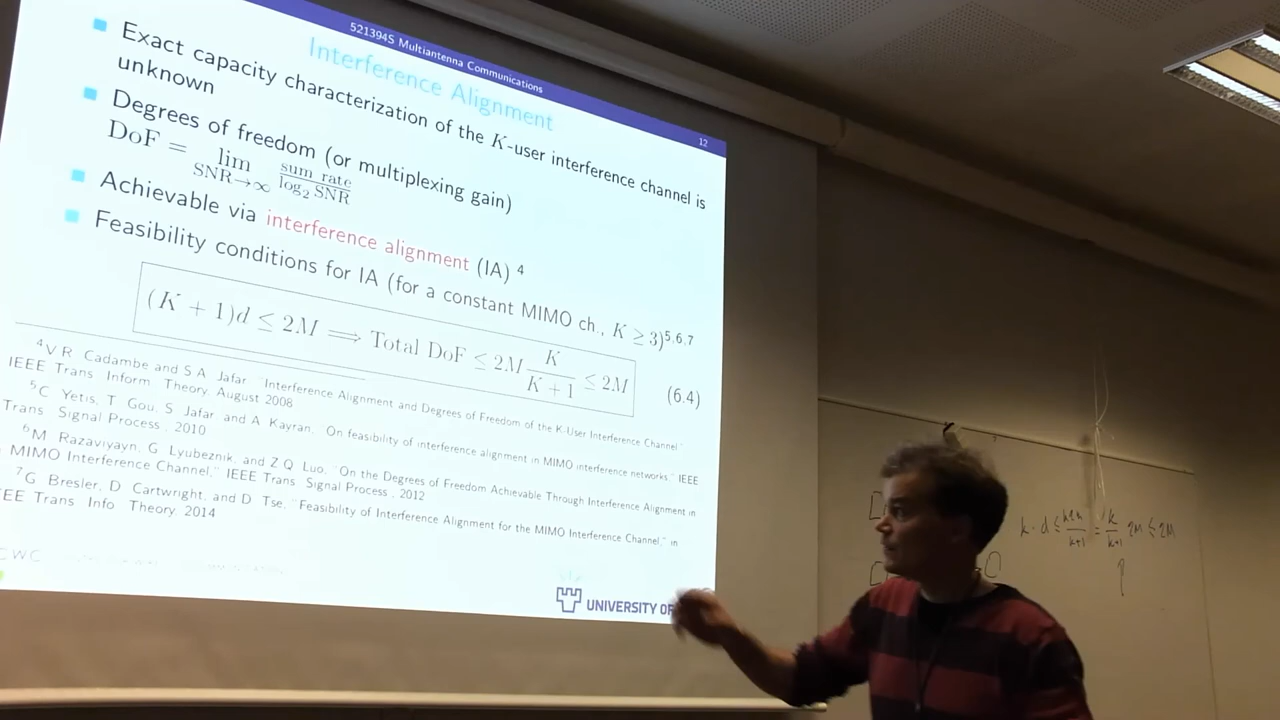 521394S Multiantenna Communications
Interference Alignment
12
Exact capacity characterization of the K-user interference channel is
unknown
Degrees of freedom (or multiplexing gain)
DoF = lim SNR→∞ sum rate / log₂ SNR
Achievable via interference alignment (IA) ⁴
Feasibility conditions for IA (for a constant MIMO ch., K ≥ 3)⁵,⁶,⁷
(K + 1)d ≤ 2M ⟹ Total DoF ≤ 2M K / K + 1 ≤ 2M
(6.4)
⁴V R Cadambe and S A Jafar "Interference Alignment and Degrees of Freedom of the K-User Interference Channel"
IEEE Trans Inform Theory, August 2008
⁵C Yetis, T Gou, S Jafar and A Kayran, "On feasibility of interference alignment in MIMO interference networks," IEEE
Trans Signal Process, 2010
⁶M Razaviyayn, G Lyubeznik, and Z Q Luo, "On the Degrees of Freedom Achievable Through Interference Alignment in
MIMO Interference Channel," IEEE Trans Signal Process, 2012
⁷G Bresler, D Cartwright, and D Tse, "Feasibility of Interference Alignment for the MIMO Interference Channel," in
EE Trans Info Theory, 2014
CWC
UNIVERSITY OF
2M ≤ 2M